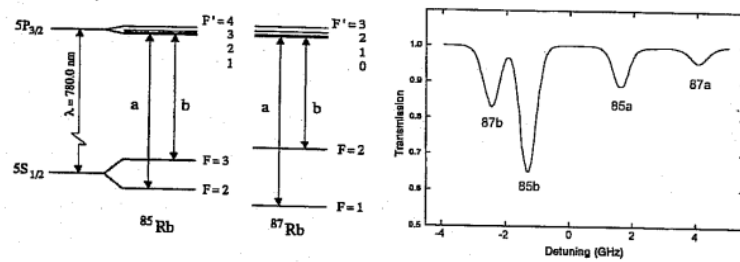 5P3/2
F'=4
3
2
1
λ = 780.0 nm
a
b
5S1/2
F=3
F=2
85Rb
F'=3
2
1
0
a
b
F=2
F=1
87Rb
Transmission
1.0
0.9
0.8
0.7
0.6
0.5
87b
85b
85a
87a
-4
-2
0
2
4
Detuning (GHz)